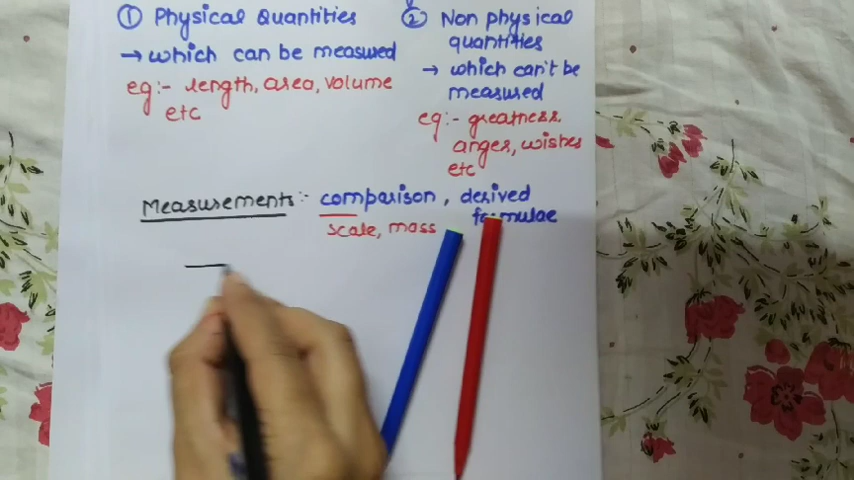 ① Physical Quantities
→ which can be measured
eg:- length, area, volume
etc
② Non physical
quantities
→ which can't be
measured
eg:- greatness,
anger, wishes
etc
Measurements :- comparison, derived
formulae
scale, mass